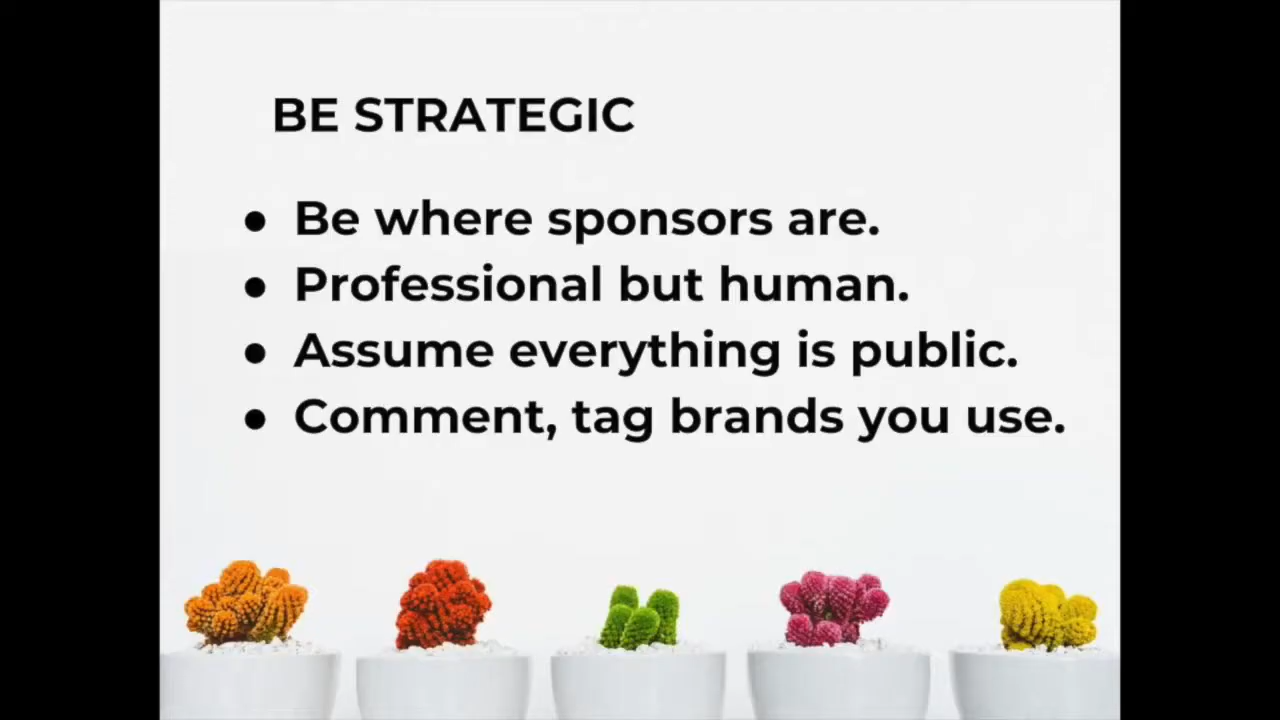 BE STRATEGIC
● Be where sponsors are.
● Professional but human.
● Assume everything is public.
● Comment, tag brands you use.